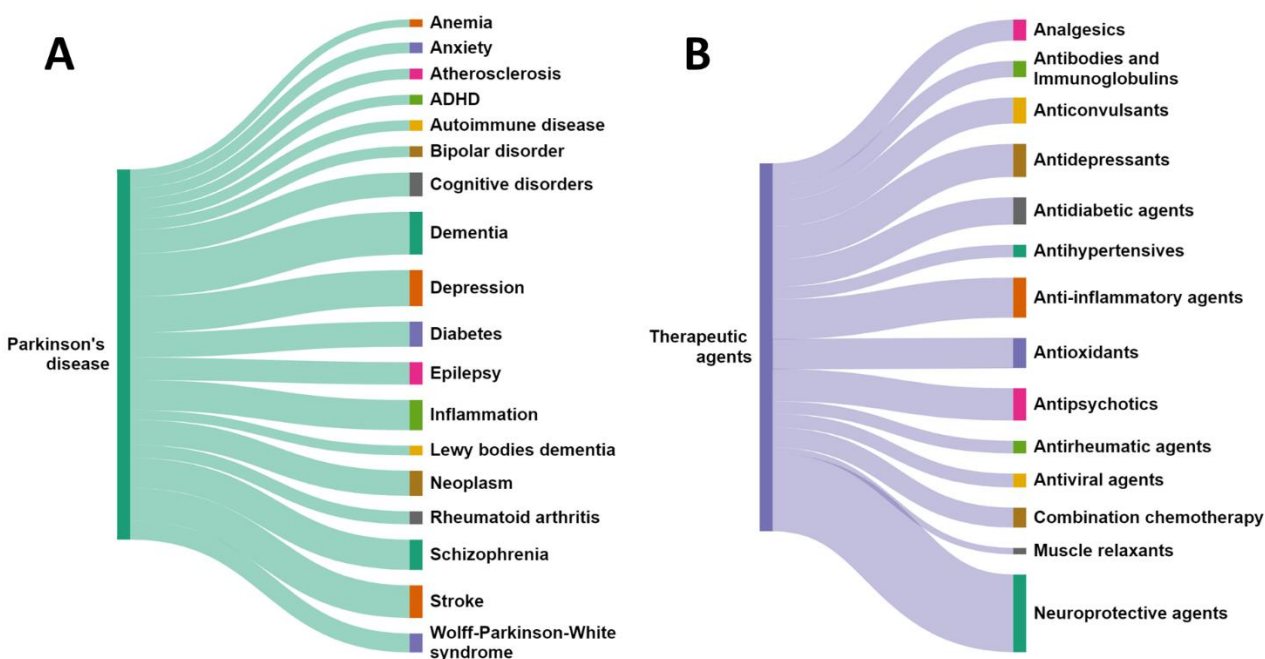 A
Parkinson's
disease
Anemia
Anxiety
Atherosclerosis
ADHD
Autoimmune disease
Bipolar disorder
Cognitive disorders
Dementia
Depression
Diabetes
Epilepsy
Inflammation
Lewy bodies dementia
Neoplasm
Rheumatoid arthritis
Schizophrenia
Stroke
Wolff-Parkinson-White
syndrome
B
Therapeutic
agents
Analgesics
Antibodies and
Immunoglobulins
Anticonvulsants
Antidepressants
Antidiabetic agents
Antihypertensives
Anti-inflammatory agents
Antioxidants
Antipsychotics
Antirheumatic agents
Antiviral agents
Combination chemotherapy
Muscle relaxants
Neuroprotective agents